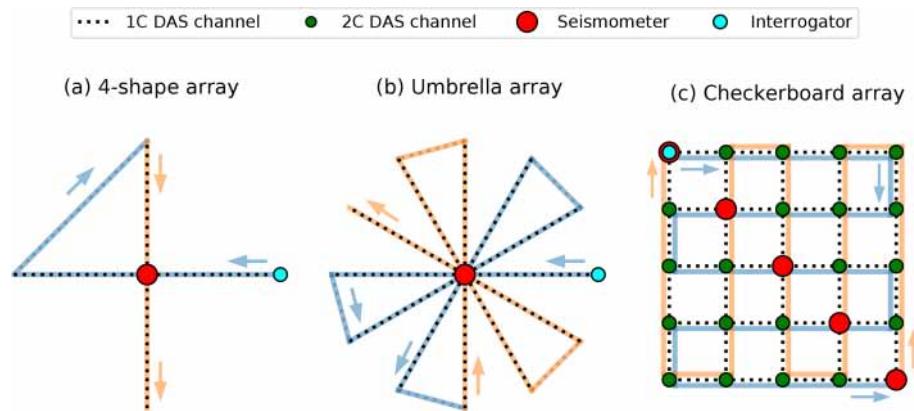 1C DAS channel 2C DAS channel Seismometer Interrogator
(a) 4-shape array (b) Umbrella array (c) Checkerboard array